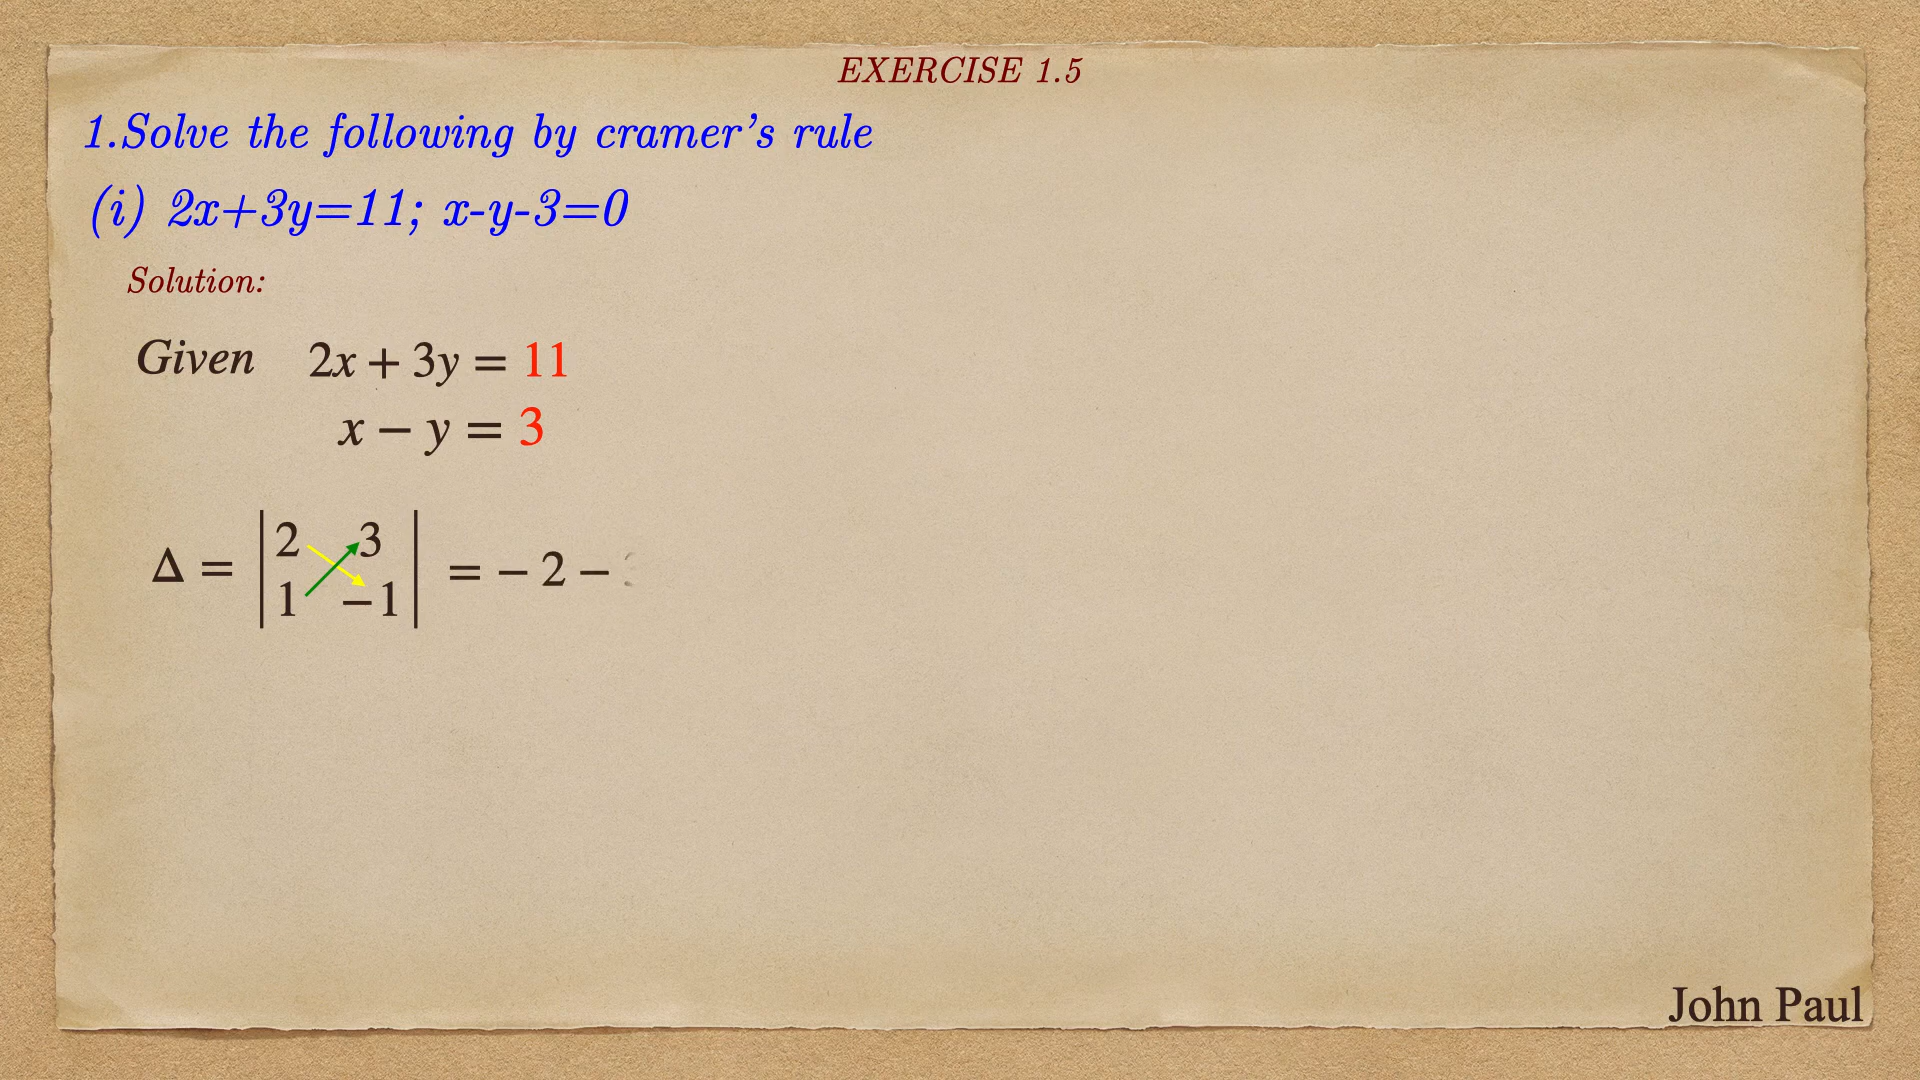 EXERCISE 1.5
1.Solve the following by cramer's rule
(i) 2x+3y=11; x-y-3=0
Solution:
Given 2x + 3y = 11
x − y = 3
Δ = | 2 3 | = − 2 −
| 1 − 1 |
John Paul